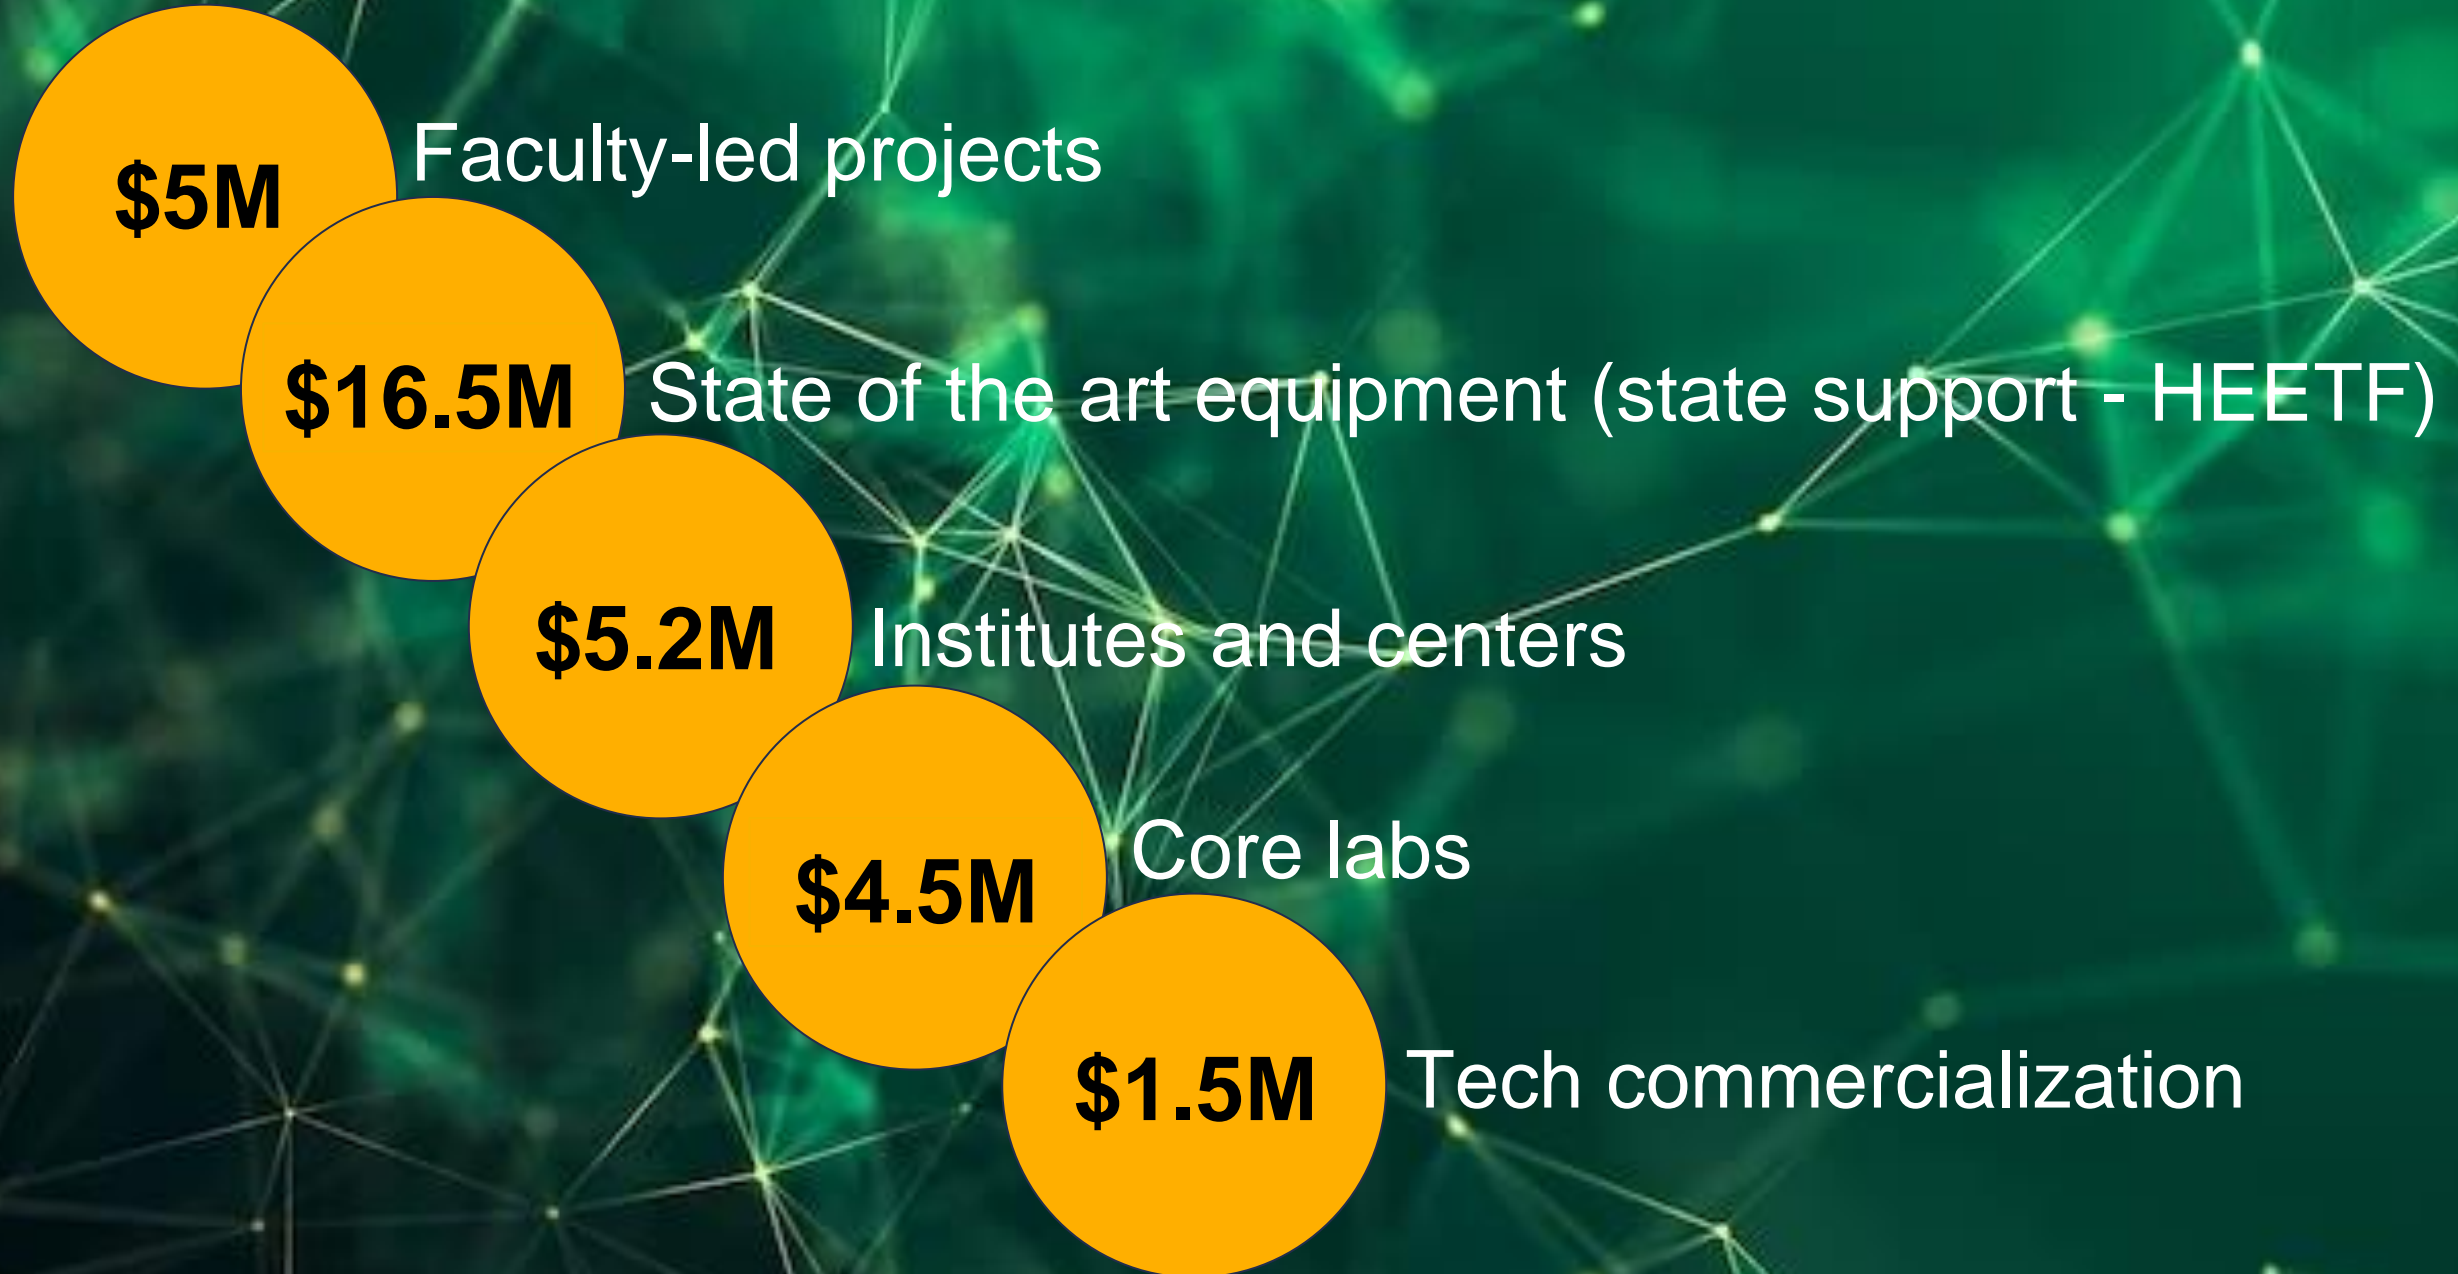 $5M
Faculty-led projects
$16.5M
State of the art equipment (state support - HEETF)
$5.2M
Institutes and centers
$4.5M
Core labs
$1.5M
Tech commercialization